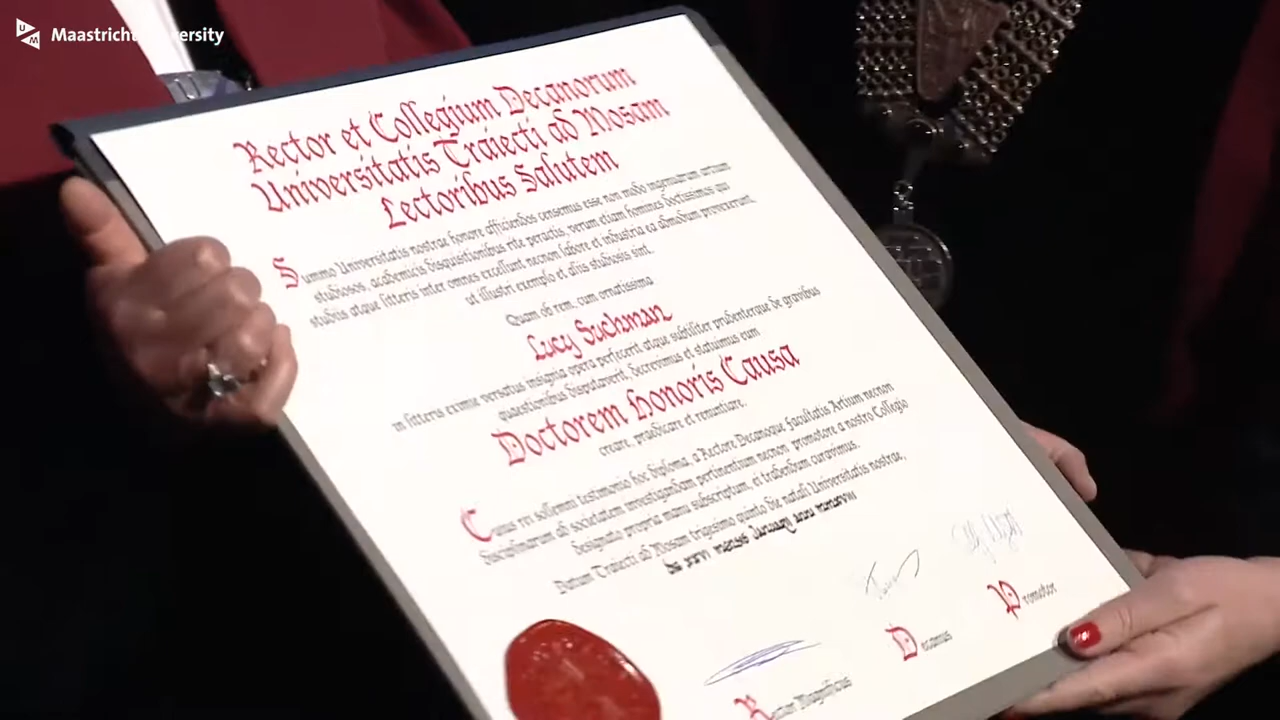 Maastricht University
Rector et Collegium Decanorum
Universitatis Traiecti ad Mosam
Lectoribus Salutem
Summo Universitatis nostrae honore afficiendos censemus esse non modo ingenuarum artium
studiosos, academicis disquisitionibus rite peractis, verum etiam homines doctissimos qui
studiis atque litteris inter omnes excellunt necnon labore et industria ea admodum provexerunt,
ut illustri exemplo et aliis studiosis sint.
Quam ob rem, cum ornatissima
Lucy Suchman
in litteris eximie versatus insignia opera perfecerit atque subtiliter prudenterque de gravibus
quaestionibus disputaverit, decrevimus et statuimus eum
Doctorem Honoris Causa
creare, praedicare et renuntiare.
Cuius rei sollemni testimonio hoc diploma, a Rectore Decanoque facultatis Artium necnon
disciplinarum ad societatem investigandam pertinentium necnon promotore a nostro Collegio
designato propria manu subscriptum, ei tradendum curavimus.
Datum Traiecti ad Mosam trigesimo quinto die natali Universitatis nostrae,
Rector Magnificus
Decanus
Promotor